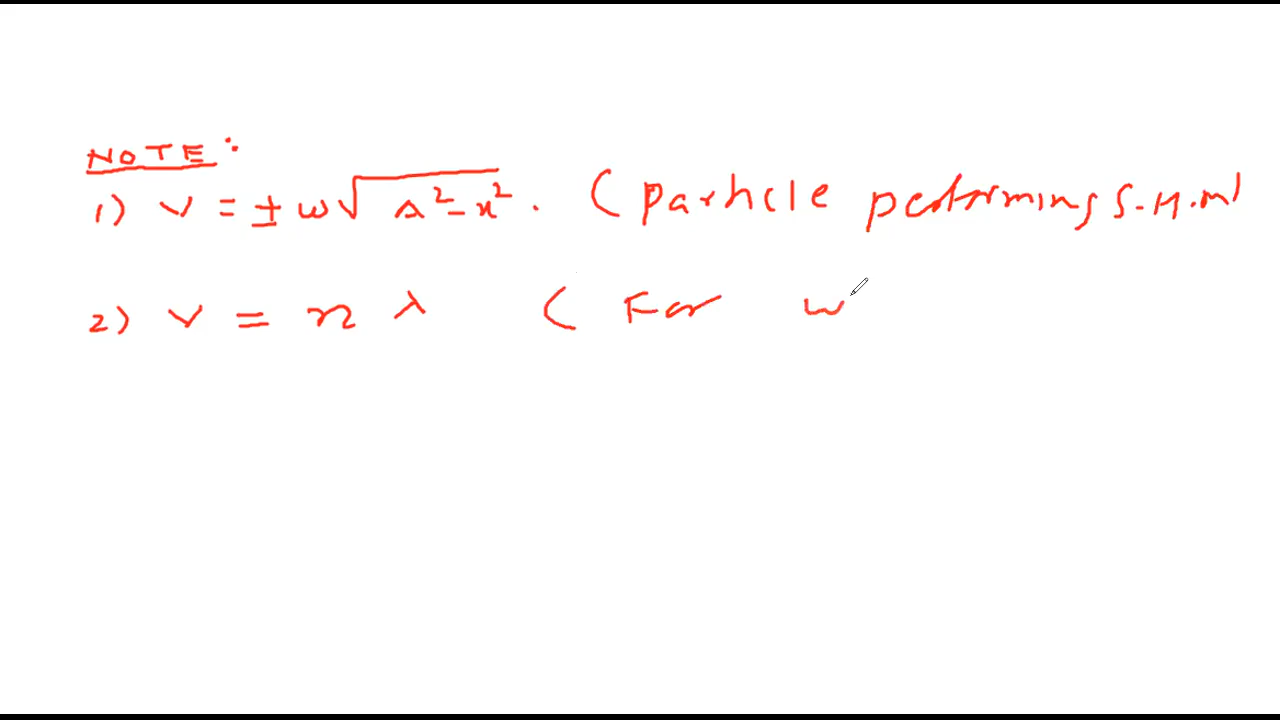 NOTE:
1) V = ± ω√(A² - x²). (Particle performing S.H.M)
2) V = n λ ( For w